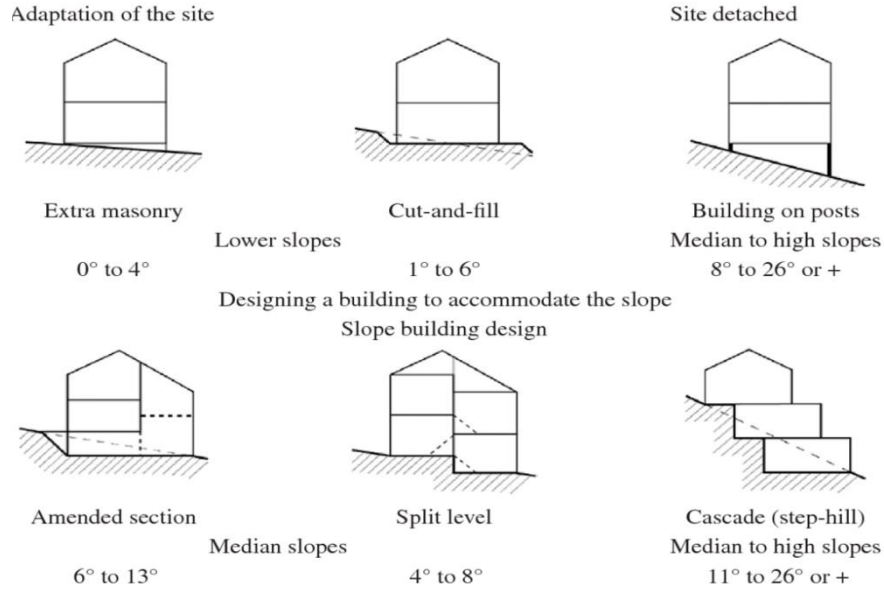 Adaptation of the site
Site detached
Extra masonry
Cut-and-fill
Building on posts
Lower slopes
Median to high slopes
0° to 4°
1° to 6°
8° to 26° or +
Designing a building to accommodate the slope
Slope building design
Amended section
Split level
Cascade (step-hill)
Median slopes
Median to high slopes
6° to 13°
4° to 8°
11° to 26° or +